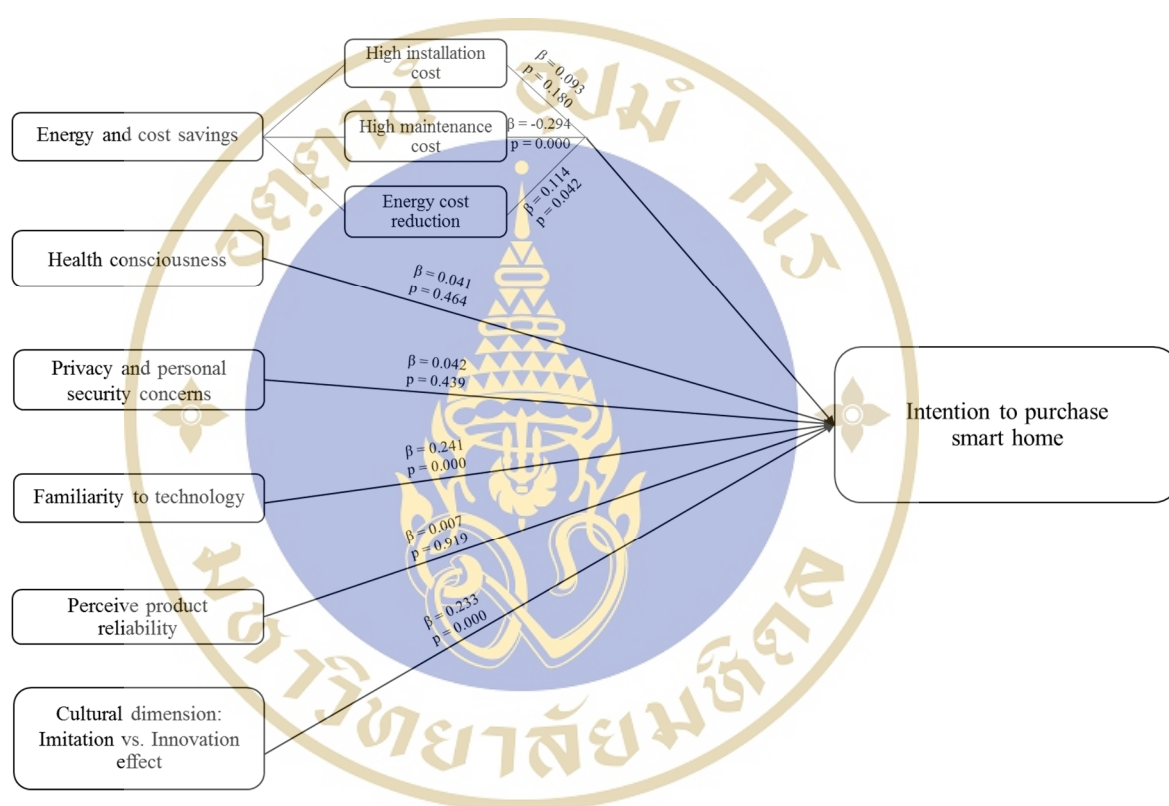 High installation
cost
β = 0.093
p = 0.180
Energy and cost savings
High maintenance
cost
β = -0.294
p = 0.000
Energy cost
reduction
β = 0.114
p = 0.042
Health consciousness
β = 0.041
p = 0.464
Privacy and personal
security concerns
β = 0.042
p = 0.439
Intention to purchase
smart home
Familiarity to technology
β = 0.241
p = 0.000
Perceive product
reliability
β = 0.007
p = 0.919
Cultural dimension:
Imitation vs. Innovation
effect
β = 0.233
p = 0.000
มหาวิทยาลัยมหิดล